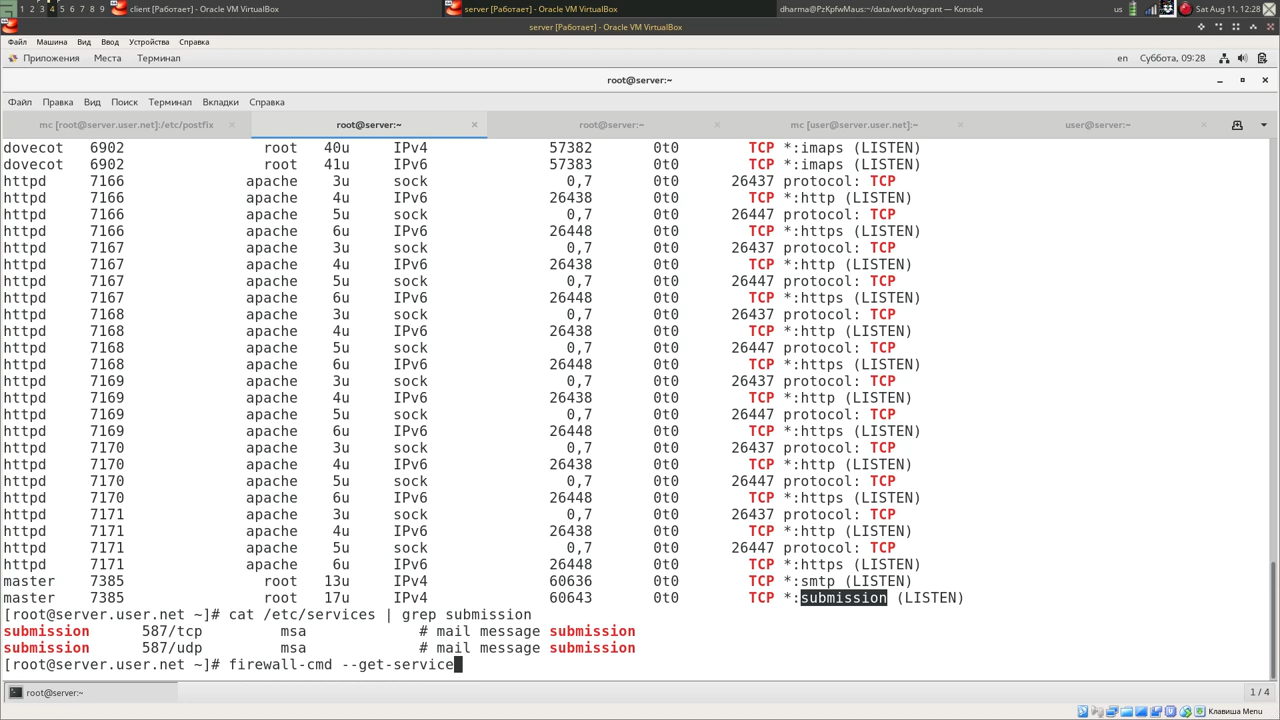 1 2 3 4 5 6 7 8 9 client [Работает] - Oracle VM VirtualBox server [Работает] - Oracle VM VirtualBox dharma@PzKpfwMaus:~/data/work/vagrant — Konsole us Sat Aug 11, 12:28
server [Работает] - Oracle VM VirtualBox
Файл Машина Вид Ввод Устройства Справка
Приложения Места Терминал en Суббота, 09:28
root@server:~
Файл Правка Вид Поиск Терминал Вкладки Справка
mc [root@server.user.net]:/etc/postfix root@server:~ root@server:~ mc [user@server.user.net]:~ user@server:~
dovecot 6902 root 40u IPv4 57382 0t0 TCP *:imaps (LISTEN)
dovecot 6902 root 41u IPv6 57383 0t0 TCP *:imaps (LISTEN)
httpd 7166 apache 3u sock 0,7 0t0 26437 protocol: TCP
httpd 7166 apache 4u IPv6 26438 0t0 TCP *:http (LISTEN)
httpd 7166 apache 5u sock 0,7 0t0 26447 protocol: TCP
httpd 7166 apache 6u IPv6 26448 0t0 TCP *:https (LISTEN)
httpd 7167 apache 3u sock 0,7 0t0 26437 protocol: TCP
httpd 7167 apache 4u IPv6 26438 0t0 TCP *:http (LISTEN)
httpd 7167 apache 5u sock 0,7 0t0 26447 protocol: TCP
httpd 7167 apache 6u IPv6 26448 0t0 TCP *:https (LISTEN)
httpd 7168 apache 3u sock 0,7 0t0 26437 protocol: TCP
httpd 7168 apache 4u IPv6 26438 0t0 TCP *:http (LISTEN)
httpd 7168 apache 5u sock 0,7 0t0 26447 protocol: TCP
httpd 7168 apache 6u IPv6 26448 0t0 TCP *:https (LISTEN)
httpd 7169 apache 3u sock 0,7 0t0 26437 protocol: TCP
httpd 7169 apache 4u IPv6 26438 0t0 TCP *:http (LISTEN)
httpd 7169 apache 5u sock 0,7 0t0 26447 protocol: TCP
httpd 7169 apache 6u IPv6 26448 0t0 TCP *:https (LISTEN)
httpd 7170 apache 3u sock 0,7 0t0 26437 protocol: TCP
httpd 7170 apache 4u IPv6 26438 0t0 TCP *:http (LISTEN)
httpd 7170 apache 5u sock 0,7 0t0 26447 protocol: TCP
httpd 7170 apache 6u IPv6 26448 0t0 TCP *:https (LISTEN)
httpd 7171 apache 3u sock 0,7 0t0 26437 protocol: TCP
httpd 7171 apache 4u IPv6 26438 0t0 TCP *:http (LISTEN)
httpd 7171 apache 5u sock 0,7 0t0 26447 protocol: TCP
httpd 7171 apache 6u IPv6 26448 0t0 TCP *:https (LISTEN)
master 7385 root 13u IPv4 60636 0t0 TCP *:smtp (LISTEN)
master 7385 root 17u IPv4 60643 0t0 TCP *:submission (LISTEN)
[root@server.user.net ~]# cat /etc/services | grep submission
submission 587/tcp msa # mail message submission
submission 587/udp msa # mail message submission
[root@server.user.net ~]# firewall-cmd --get-service
root@server:~ 1 / 4
Клавиша Menu